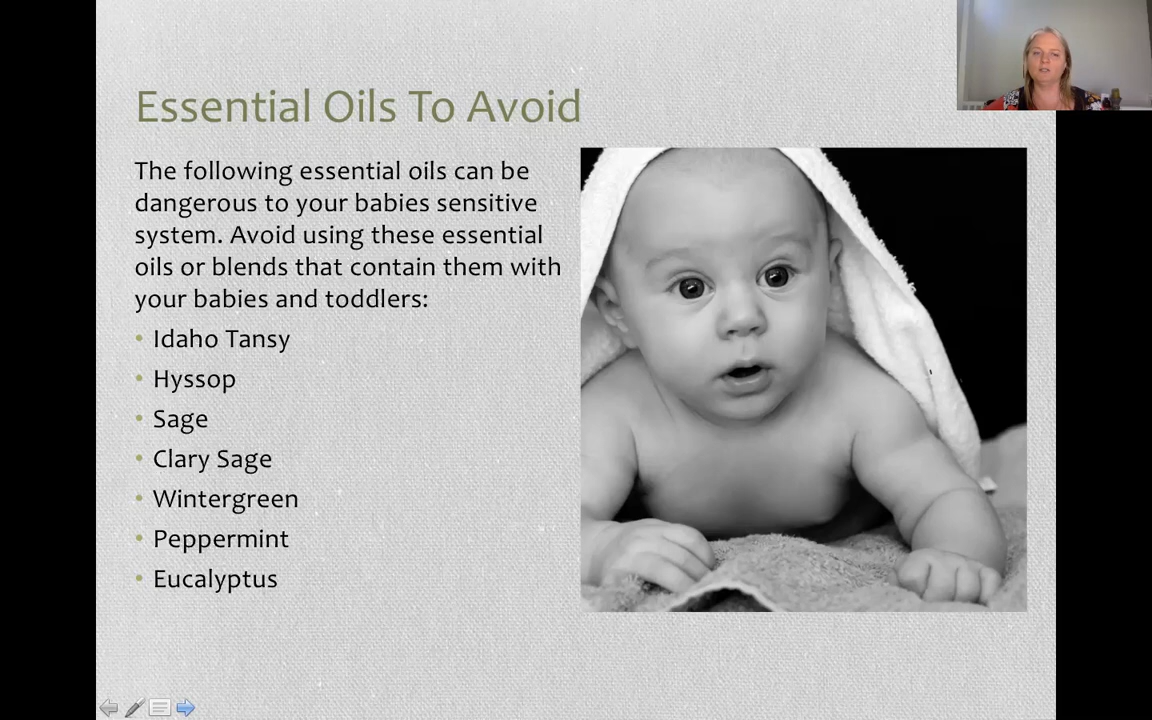 Essential Oils To Avoid
The following essential oils can be
dangerous to your babies sensitive
system. Avoid using these essential
oils or blends that contain them with
your babies and toddlers:
• Idaho Tansy
• Hyssop
• Sage
• Clary Sage
• Wintergreen
• Peppermint
• Eucalyptus